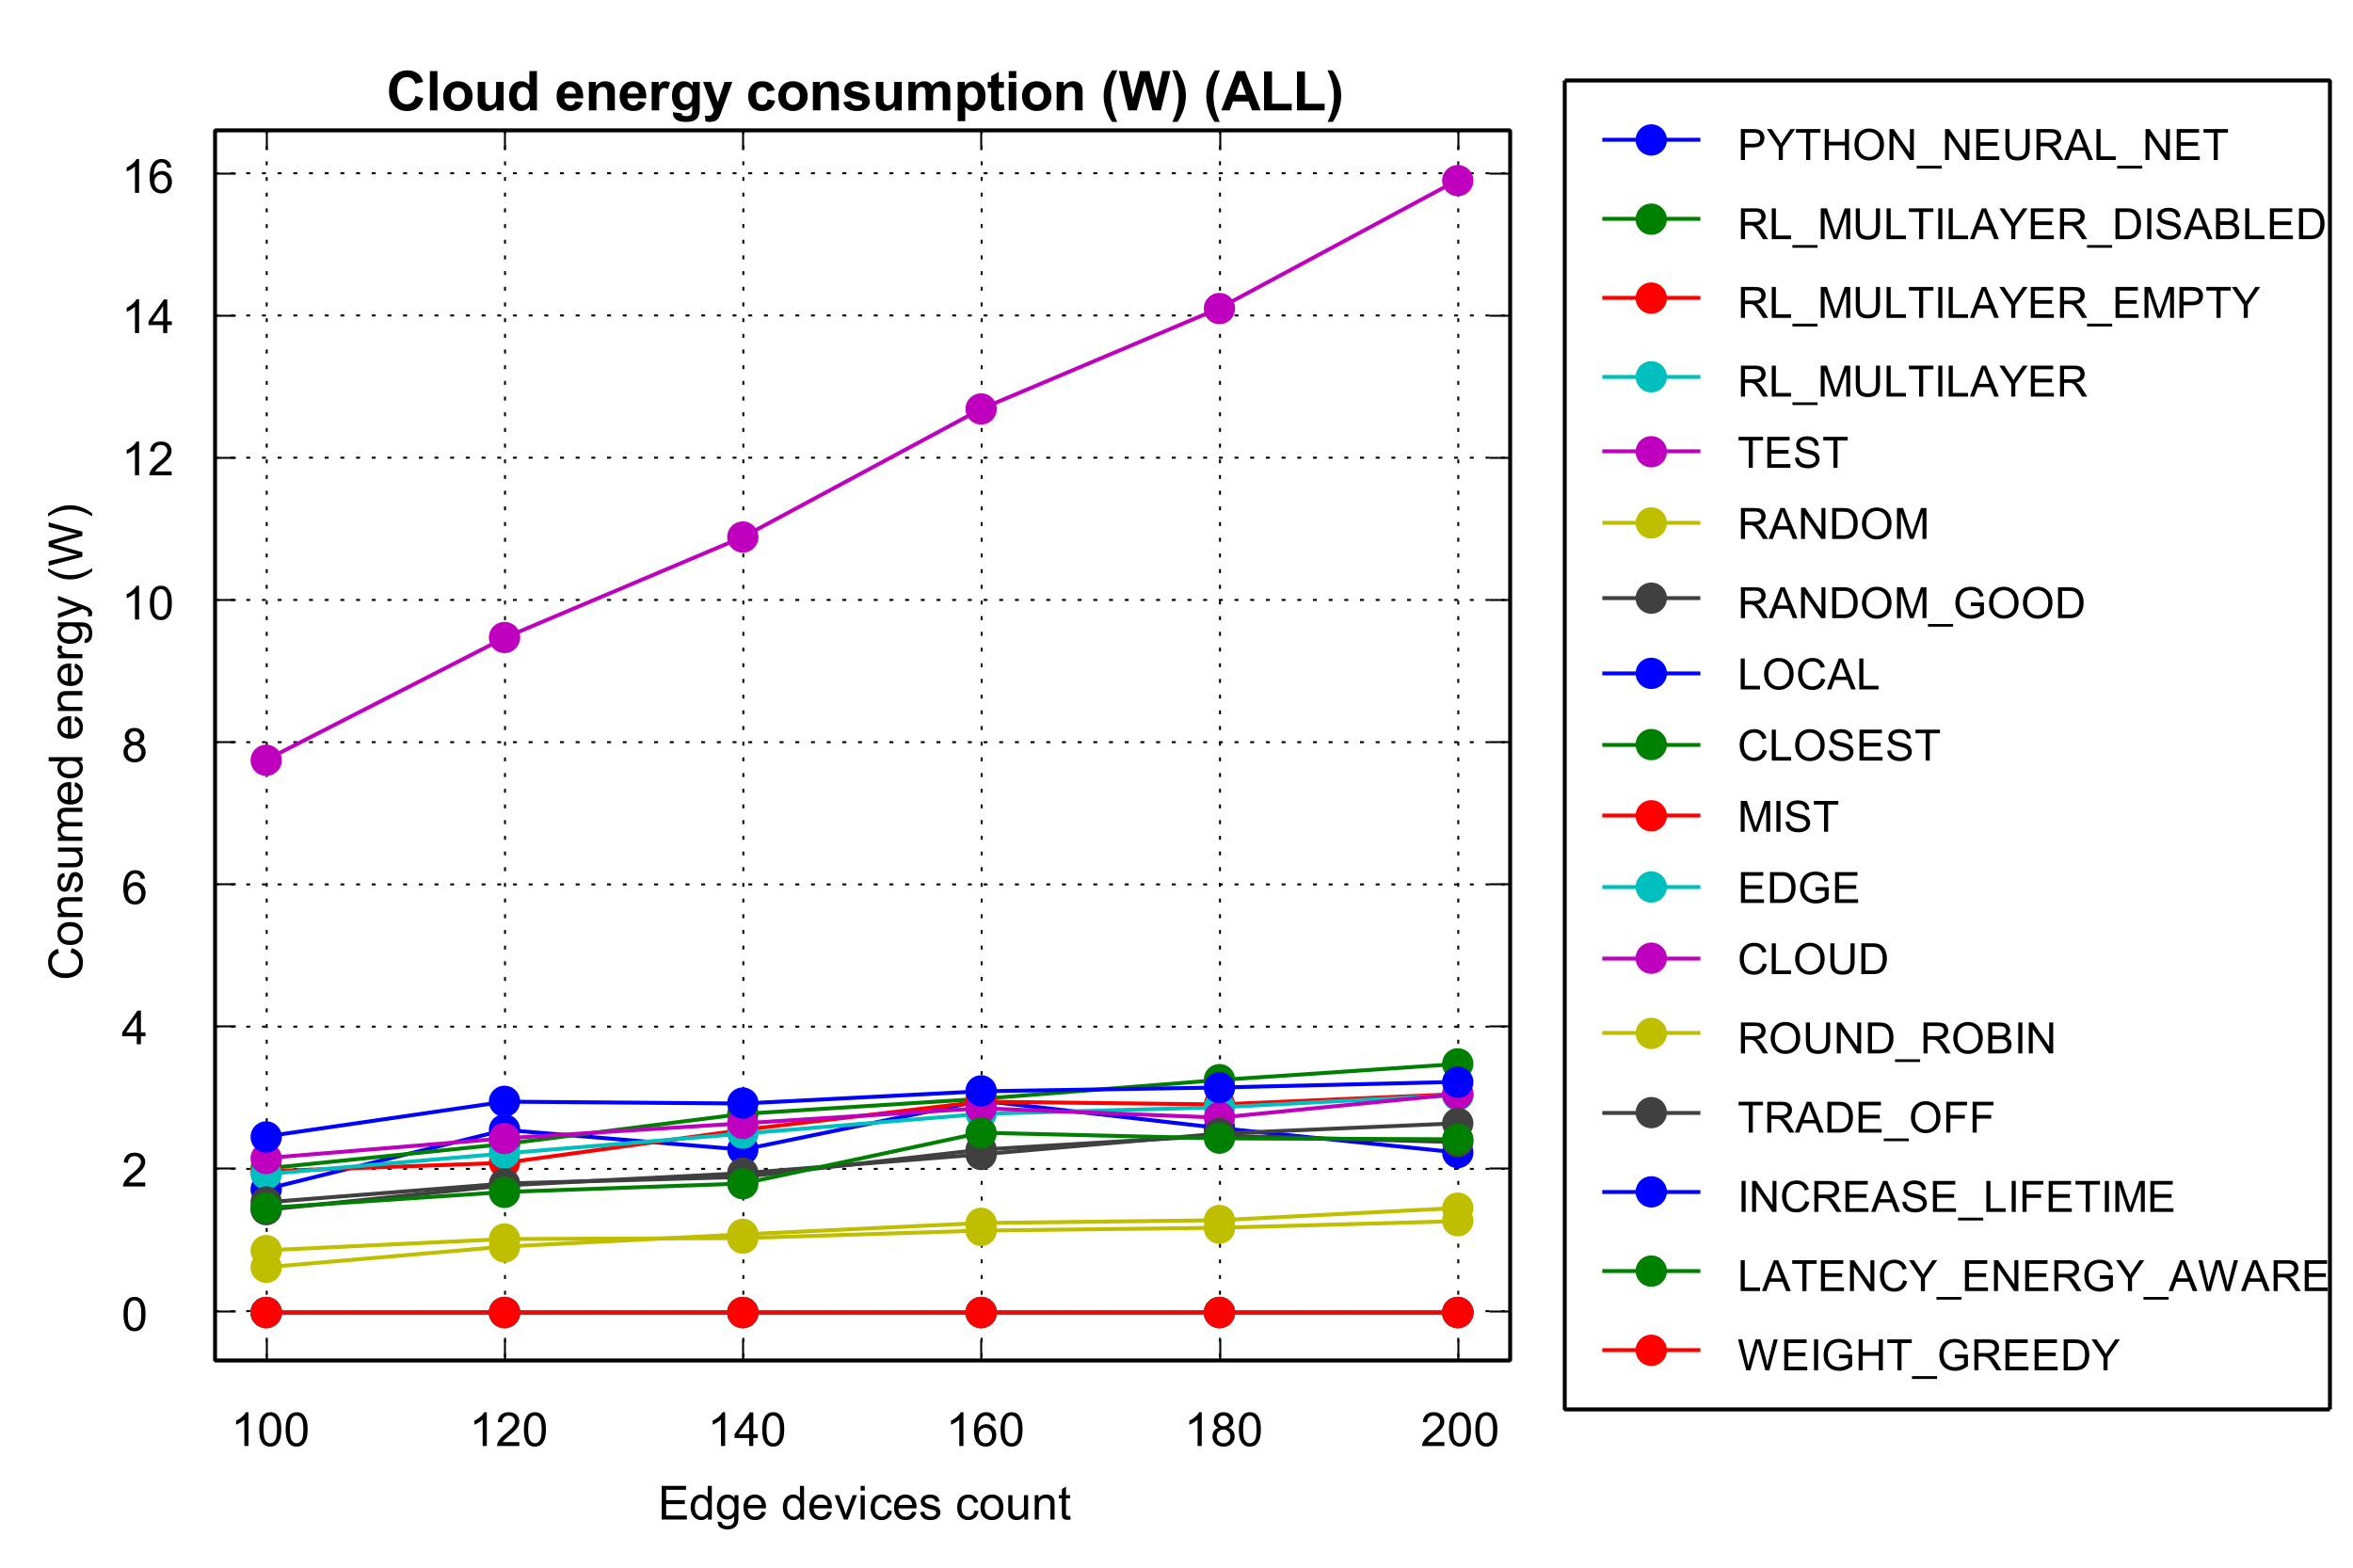 Cloud energy consumption (W) (ALL)
16
14
12
10
8
6
4
2
0
Consumed energy (W)
100 120 140 160 180 200
Edge devices count
PYTHON_NEURAL_NET
RL_MULTILAYER_DISABLED
RL_MULTILAYER_EMPTY
RL_MULTILAYER
TEST
RANDOM
RANDOM_GOOD
LOCAL
CLOSEST
MIST
EDGE
CLOUD
ROUND_ROBIN
TRADE_OFF
INCREASE_LIFETIME
LATENCY_ENERGY_AWARE
WEIGHT_GREEDY